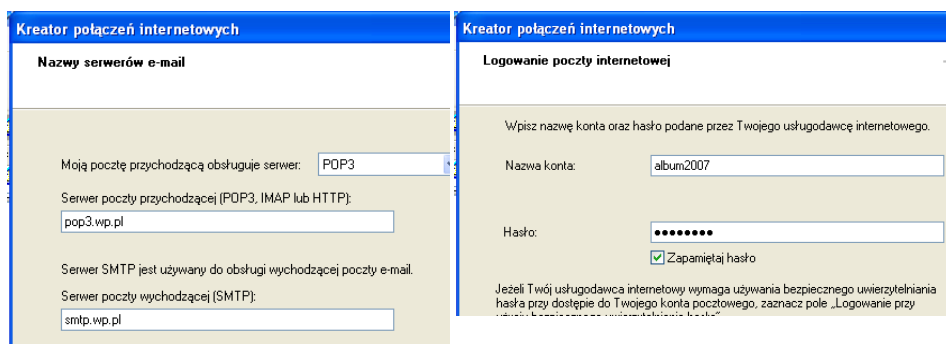 Kreator połączeń internetowych
Nazwy serwerów e-mail
Moją pocztę przychodzącą obsługuje serwer: POP3
Serwer poczty przychodzącej (POP3, IMAP lub HTTP):
pop3.wp.pl
Serwer SMTP jest używany do obsługi wychodzącej poczty e-mail.
Serwer poczty wychodzącej (SMTP):
smtp.wp.pl
Kreator połączeń internetowych
Logowanie poczty internetowej
Wpisz nazwę konta oraz hasło podane przez Twojego usługodawcę internetowego.
Nazwa konta: album2007
Hasło: ●●●●●●●●
Zapamiętaj hasło
Jeżeli Twój usługodawca internetowy wymaga używania bezpiecznego uwierzytelniania
hasła przy dostępie do Twojego konta pocztowego, zaznacz pole „Logowanie przy